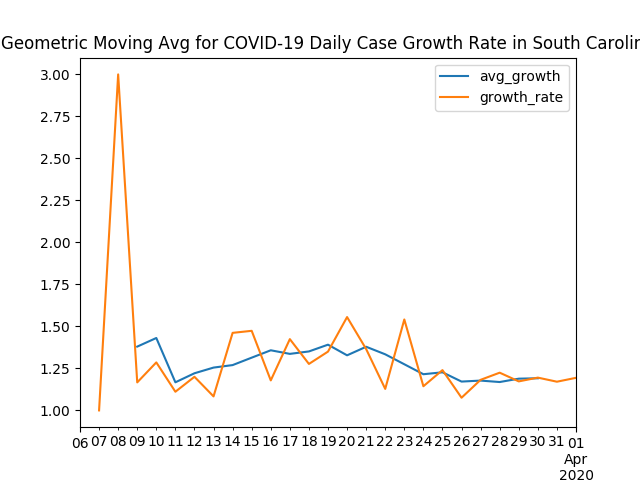 Geometric Moving Avg for COVID-19 Daily Case Growth Rate in South Carolin
avg_growth
growth_rate
3.00
2.75
2.50
2.25
2.00
1.75
1.50
1.25
1.00
06 07 08 09 10 11 12 13 14 15 16 17 18 19 20 21 22 23 24 25 26 27 28 29 30 31 01
Apr
2020